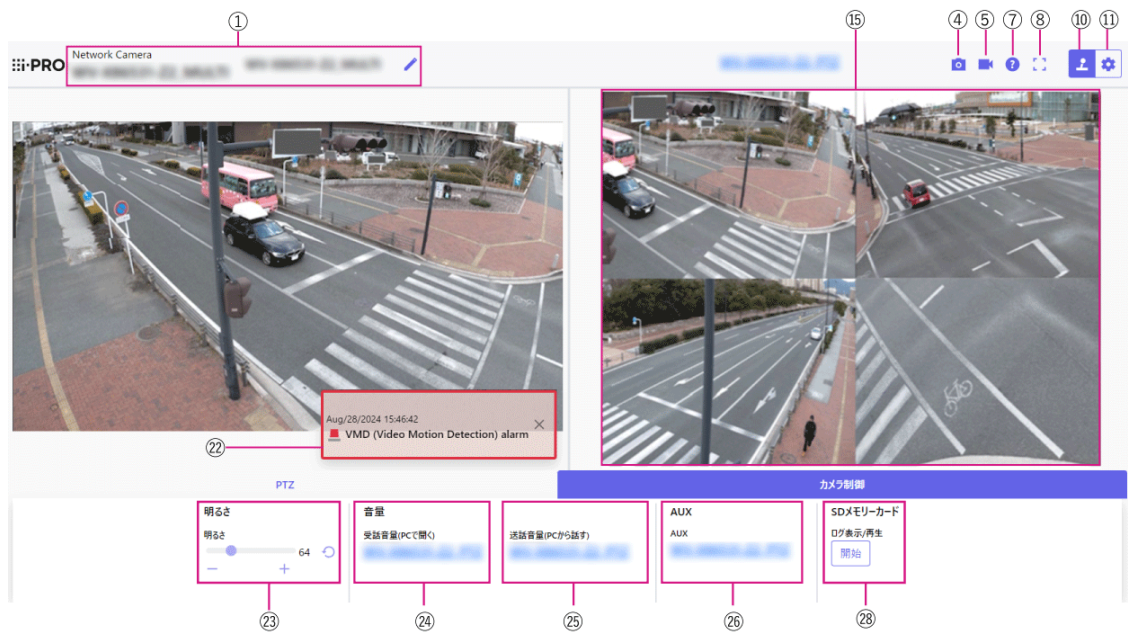 ① ⑮ ④ ⑤ ⑦ ⑧ ⑩ ⑪
i-PRO
Network Camera
Aug/28/2024 15:46:42
VMD (Video Motion Detection) alarm
㉒
PTZ
カメラ制御
明るさ
明るさ
64
音量
受話音量(PCで聞く)
送話音量(PCから話す)
AUX
AUX
SDメモリーカード
ログ表示/再生
開始
㉓ ㉔ ㉕ ㉖ ㉘